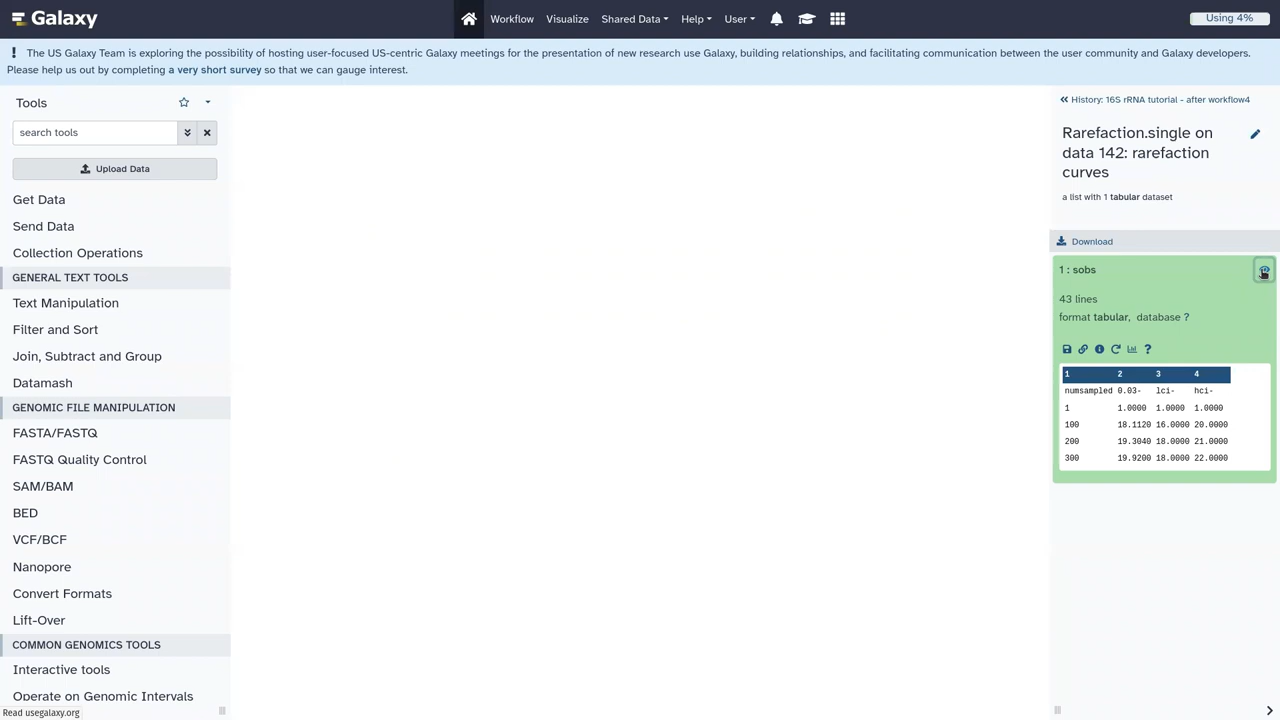 Galaxy
Workflow Visualize Shared Data Help User Using 4%
! The US Galaxy Team is exploring the possibility of hosting user-focused US-centric Galaxy meetings for the presentation of new research use Galaxy, building relationships, and facilitating communication between the user community and Galaxy developers.
Please help us out by completing a very short survey so that we can gauge interest.
Tools
search tools
Upload Data
Get Data
Send Data
Collection Operations
GENERAL TEXT TOOLS
Text Manipulation
Filter and Sort
Join, Subtract and Group
Datamash
GENOMIC FILE MANIPULATION
FASTA/FASTQ
FASTQ Quality Control
SAM/BAM
BED
VCF/BCF
Nanopore
Convert Formats
Lift-Over
COMMON GENOMICS TOOLS
Interactive tools
Operate on Genomic Intervals
Read usegalaxy.org
History: 16S rRNA tutorial - after workflow4
Rarefaction.single on
data 142: rarefaction
curves
a list with 1 tabular dataset
Download
1 : sobs
43 lines
format tabular, database ?
?
1 2 3 4
numsampled 0.03- lci- hci-
1 1.0000 1.0000 1.0000
100 18.1120 16.0000 20.0000
200 19.3040 18.0000 21.0000
300 19.9200 18.0000 22.0000